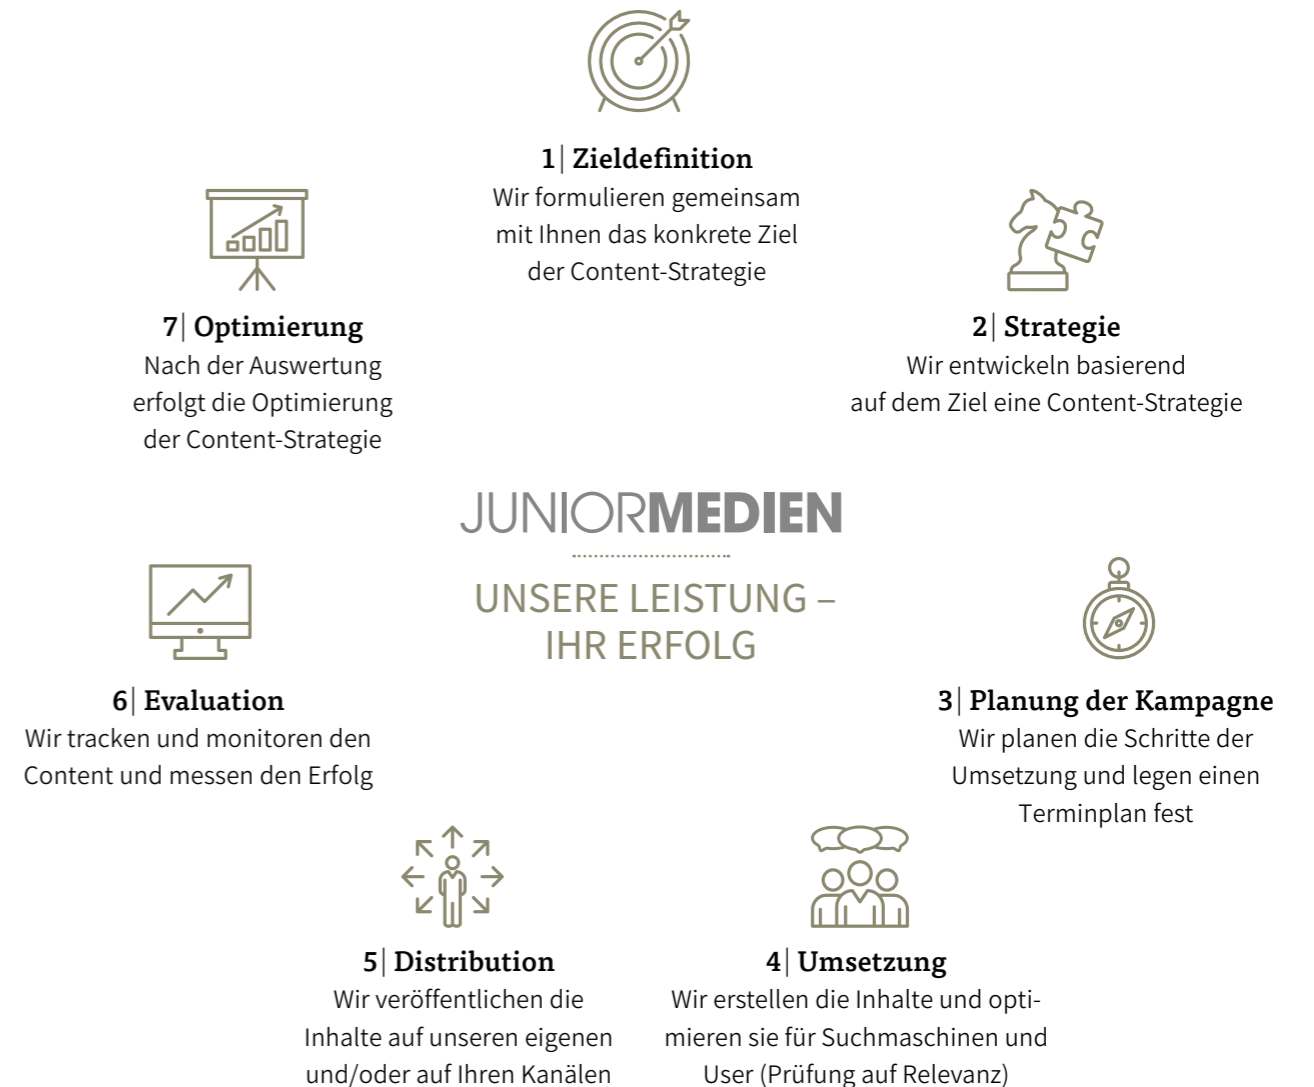 1| Zieldefinition
Wir formulieren gemeinsam
mit Ihnen das konkrete Ziel
der Content-Strategie
2| Strategie
Wir entwickeln basierend
auf dem Ziel eine Content-Strategie
3| Planung der Kampagne
Wir planen die Schritte der
Umsetzung und legen einen
Terminplan fest
4| Umsetzung
Wir erstellen die Inhalte und opti-
mieren sie für Suchmaschinen und
User (Prüfung auf Relevanz)
5| Distribution
Wir veröffentlichen die
Inhalte auf unseren eigenen
und/oder auf Ihren Kanälen
6| Evaluation
Wir tracken und monitoren den
Content und messen den Erfolg
7| Optimierung
Nach der Auswertung
erfolgt die Optimierung
der Content-Strategie
JUNIORMEDIEN
UNSERE LEISTUNG –
IHR ERFOLG